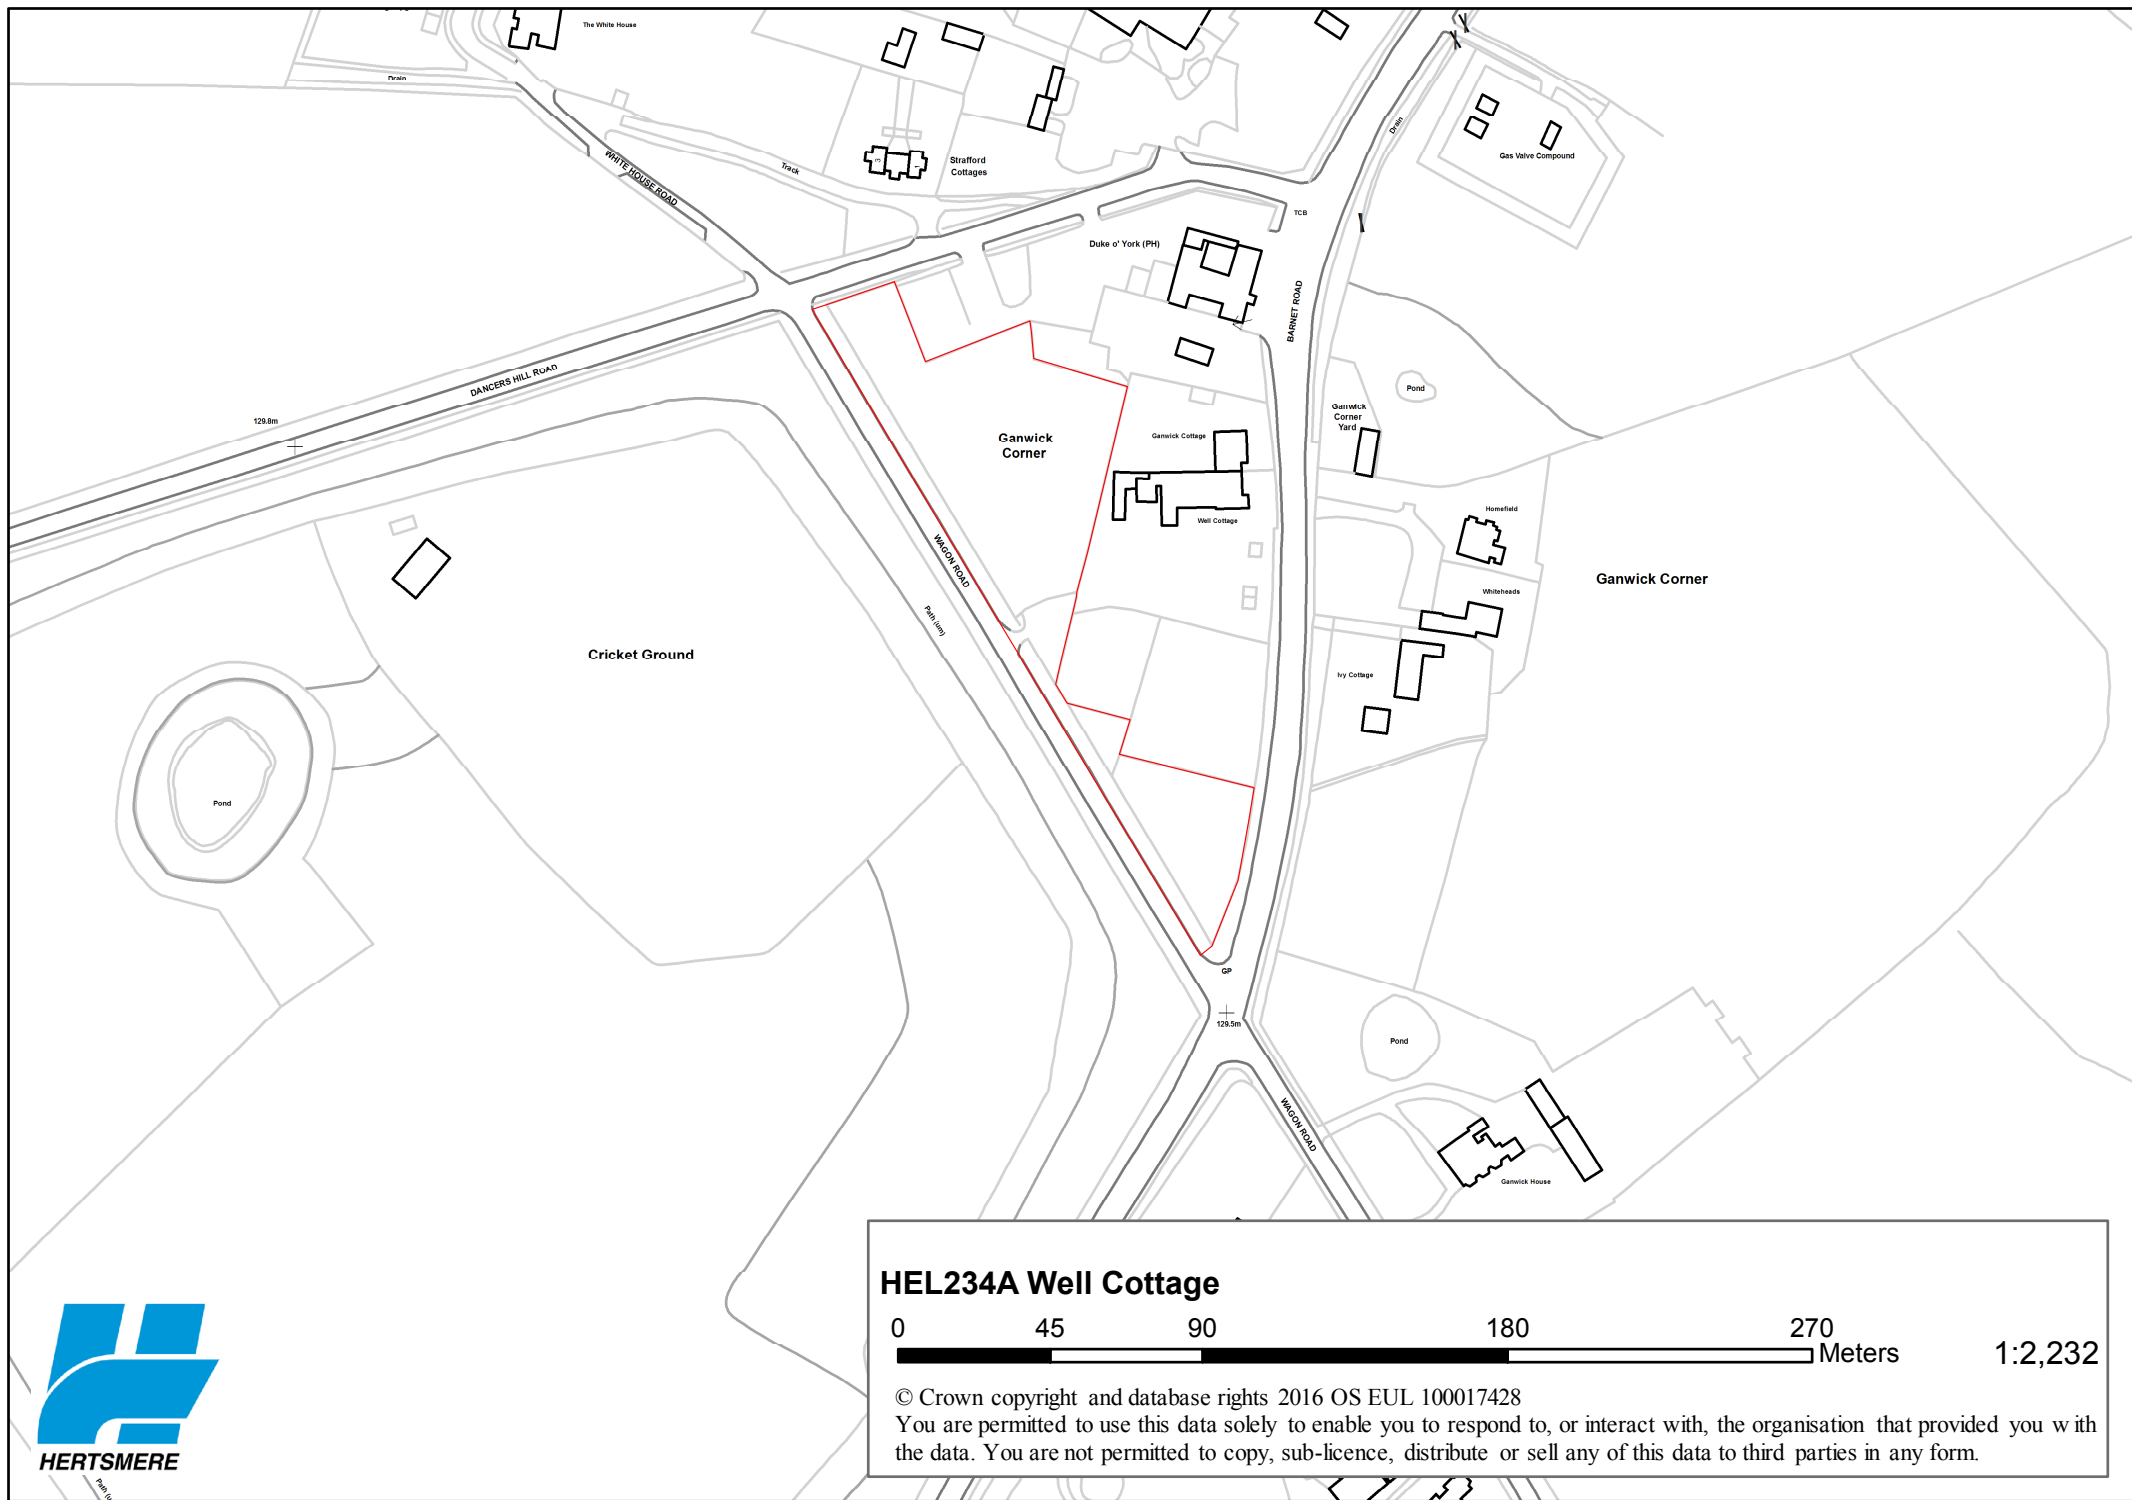 The White House
Drain
WHITE HOUSE ROAD
Track
3
1
Strafford
Cottages
Drain
Gas Valve Compound
TCB
Duke o' York (PH)
BARNET ROAD
DANCERS HILL ROAD
129.8m
Ganwick
Corner
Ganwick Cottage
Well Cottage
Ganwick
Corner
Yard
Pond
Homefield
Whiteheads
Ganwick Corner
Ivy Cottage
WAGON ROAD
Path (um)
Cricket Ground
Pond
GP
129.5m
Pond
WAGON ROAD
Ganwick House
HEL234A Well Cottage
0 45 90 180 270
Meters
1:2,232
© Crown copyright and database rights 2016 OS EUL 100017428
You are permitted to use this data solely to enable you to respond to, or interact with, the organisation that provided you with
the data. You are not permitted to copy, sub-licence, distribute or sell any of this data to third parties in any form.
HERTSMERE